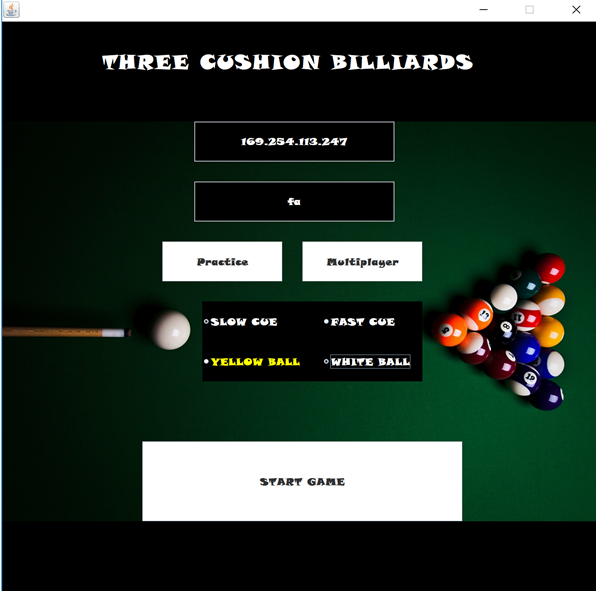 THREE CUSHION BILLIARDS
169.254.113.247
fa
Practice Multiplayer
SLOW CUE FAST CUE
YELLOW BALL WHITE BALL
START GAME